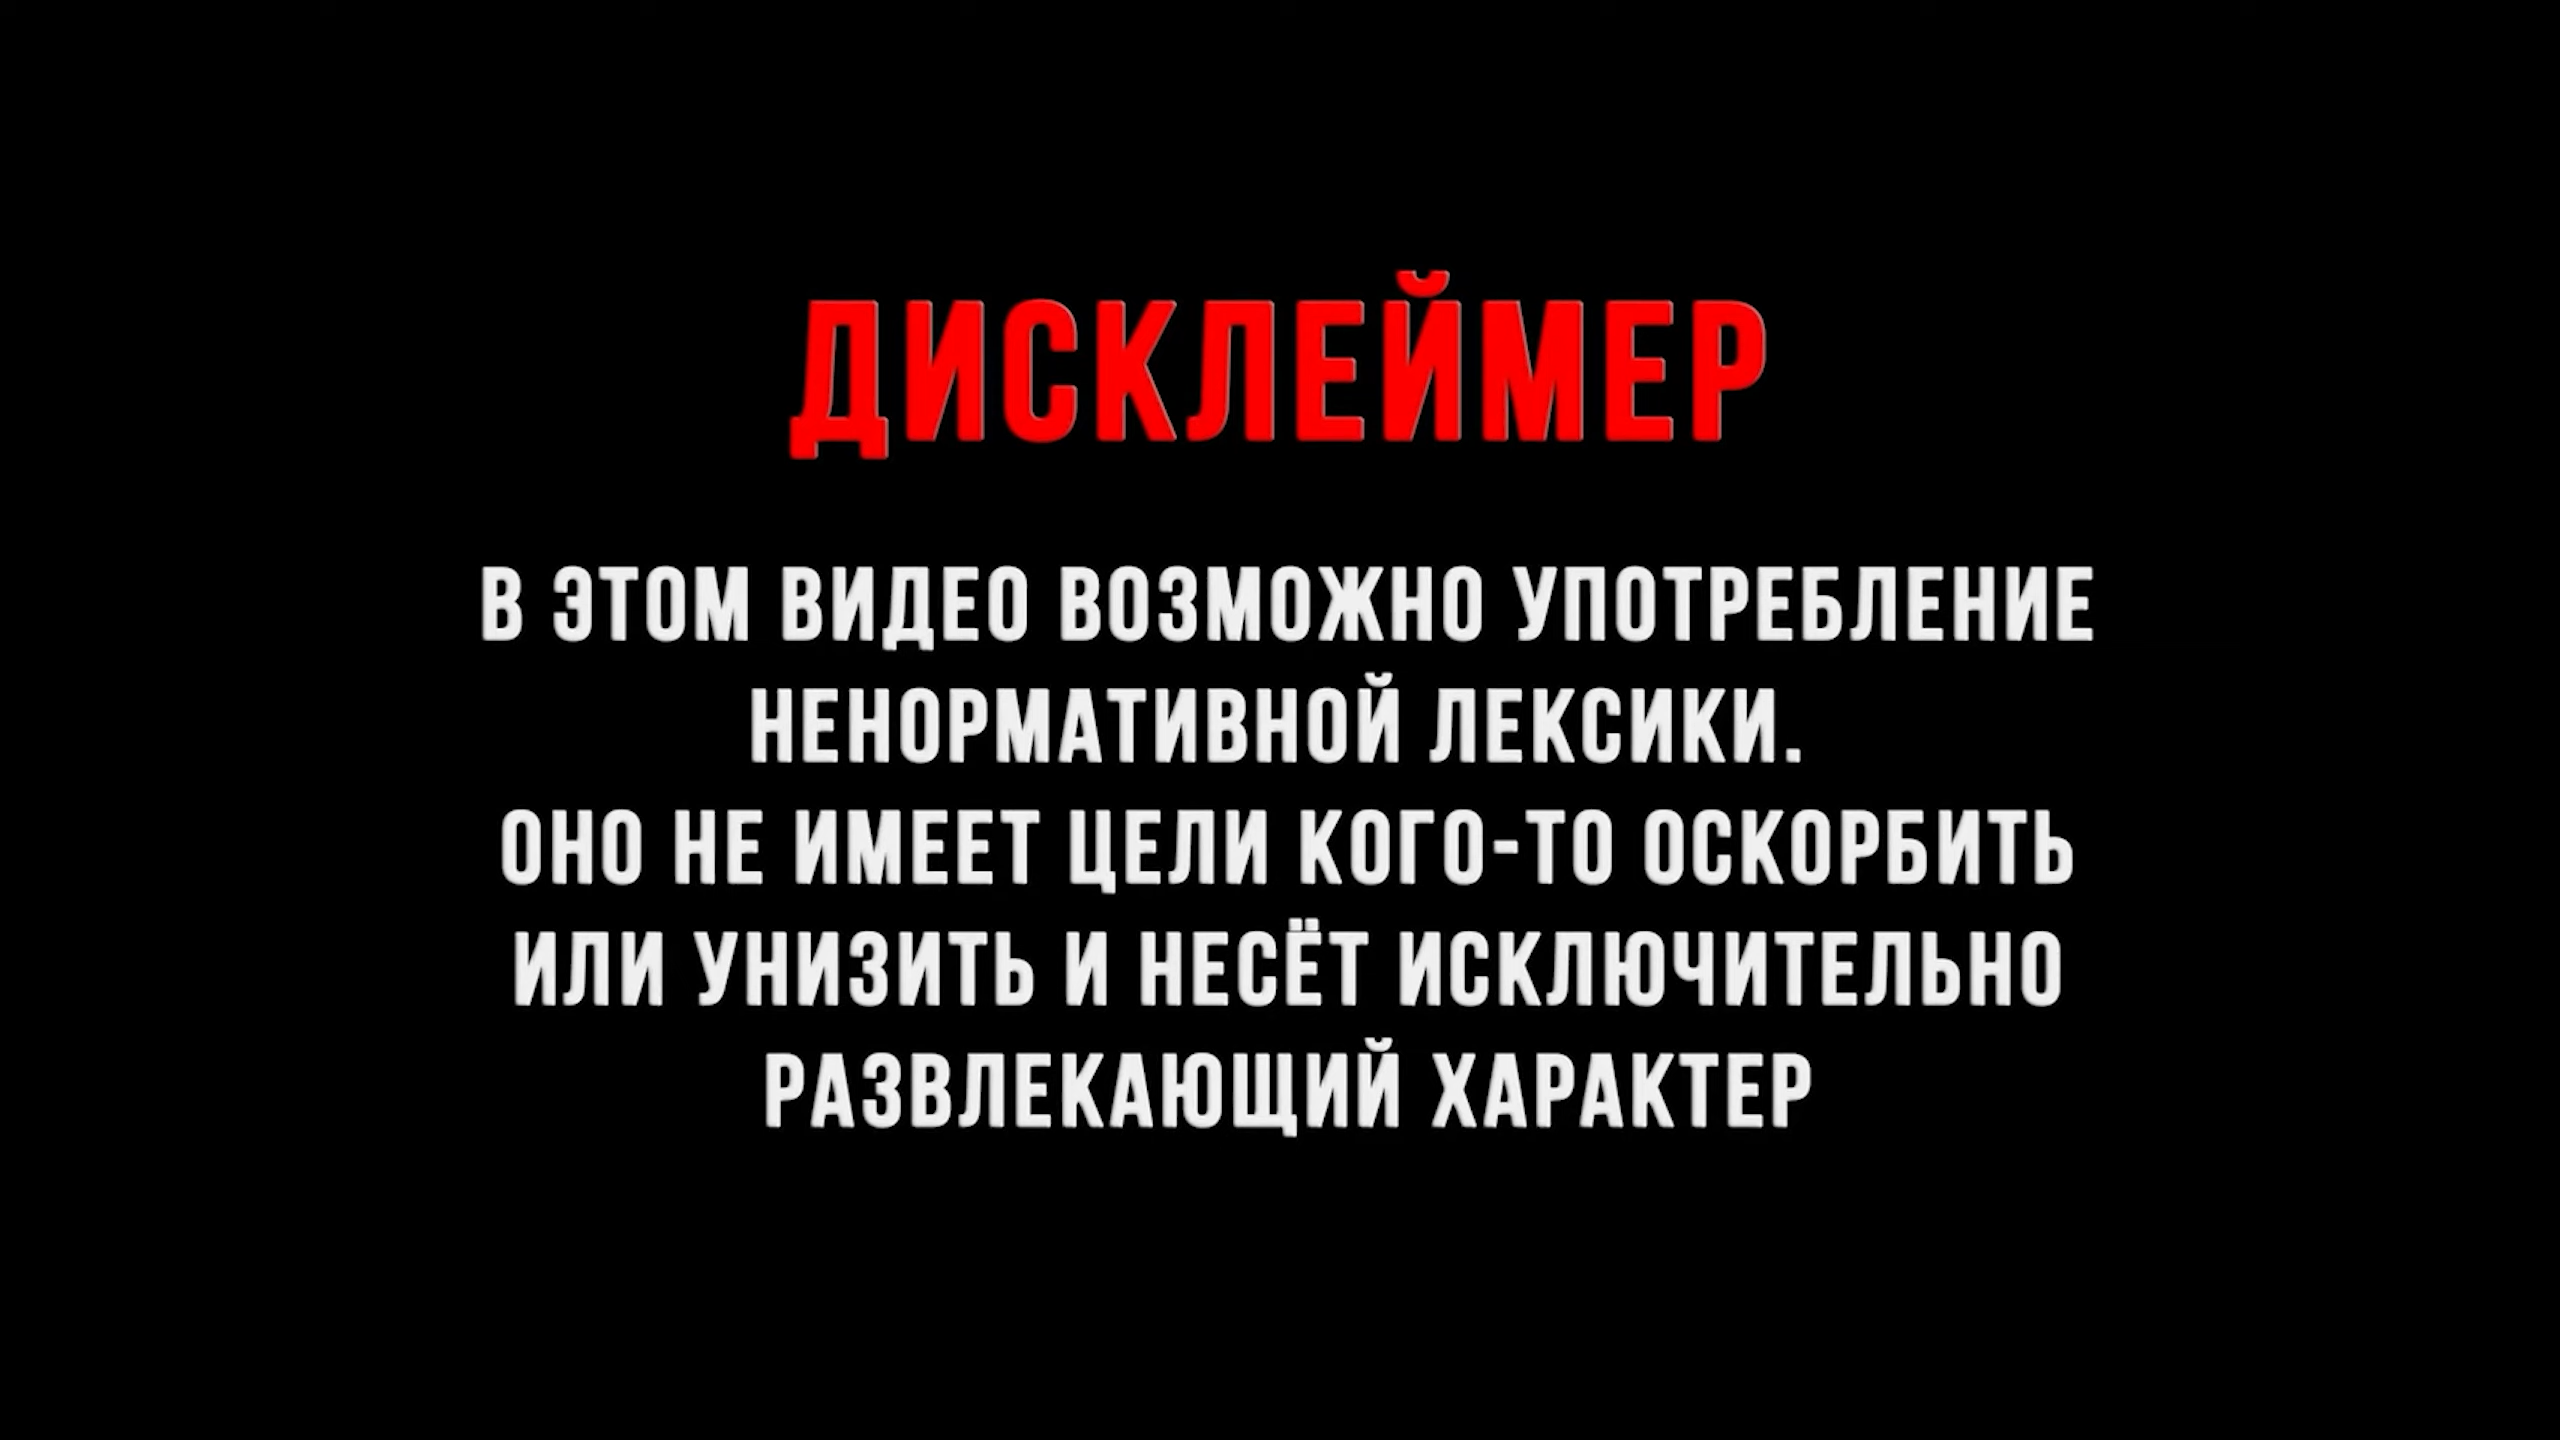 ДИСКЛЕЙМЕР
В ЭТОМ ВИДЕО ВОЗМОЖНО УПОТРЕБЛЕНИЕ
НЕНОРМАТИВНОЙ ЛЕКСИКИ.
ОНО НЕ ИМЕЕТ ЦЕЛИ КОГО-ТО ОСКОРБИТЬ
ИЛИ УНИЗИТЬ И НЕСЁТ ИСКЛЮЧИТЕЛЬНО
РАЗВЛЕКАЮЩИЙ ХАРАКТЕР